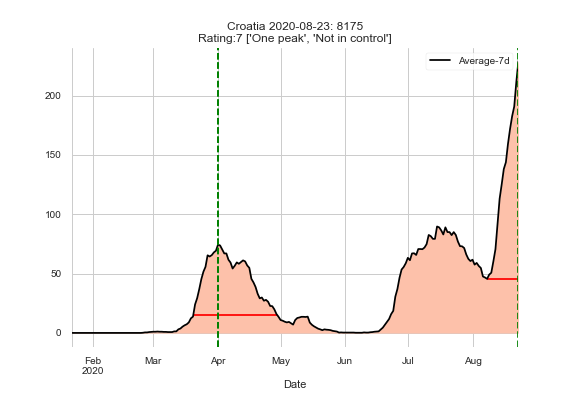 Croatia 2020-08-23: 8175
Rating:7 ['One peak', 'Not in control']
Average-7d
200
150
100
50
0
Feb
2020
Mar
Apr
May
Jun
Jul
Aug
Date